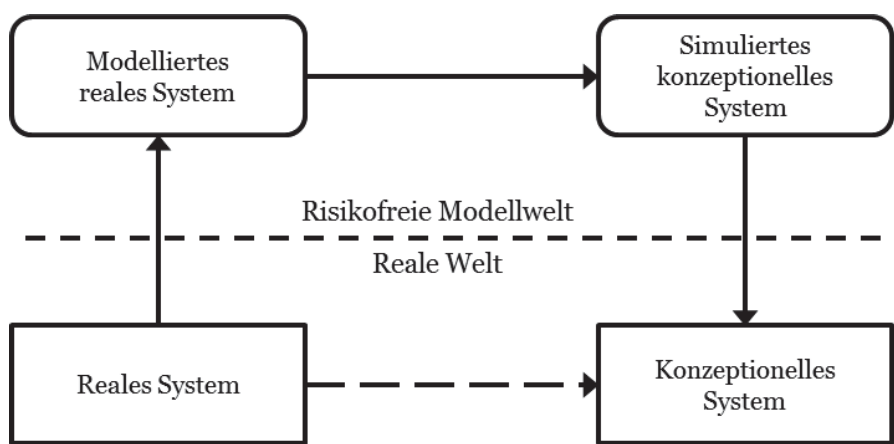 Modelliertes
reales System
Simuliertes
konzeptionelles
System
Risikofreie Modellwelt
Reale Welt
Reales System
Konzeptionelles
System